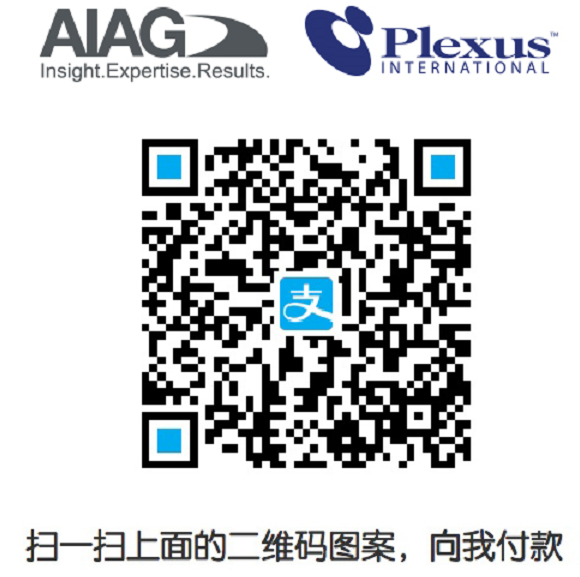 AIAG
Insight.Expertise.Results.
Plexus™
INTERNATIONAL
支
扫一扫上面的二维码图案，向我付款